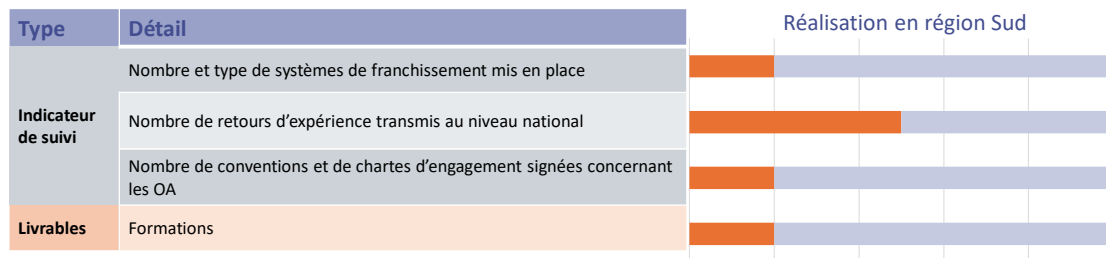 Type
Détail
Réalisation en région Sud
Indicateur
de suivi
Nombre et type de systèmes de franchissement mis en place
Nombre de retours d'expérience transmis au niveau national
Nombre de conventions et de chartes d'engagement signées concernant
les OA
Livrables
Formations